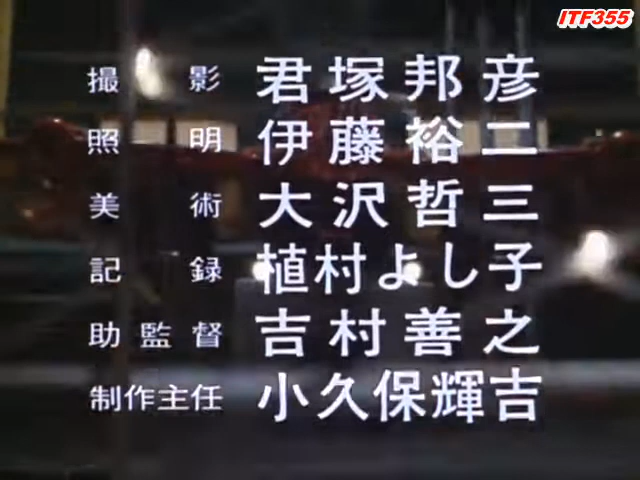 ITF355
撮影 君塚邦彦
照明 伊藤裕二
美術 大沢哲三
記録 植村よし子
助監督 吉村善之
制作主任 小久保輝吉